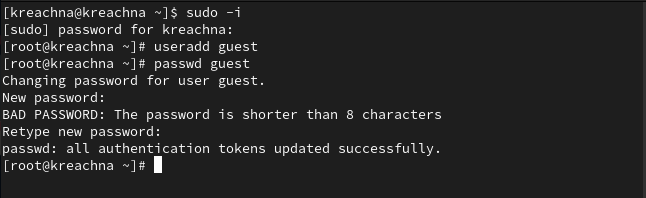 [kreachna@kreachna ~]$ sudo -i
[sudo] password for kreachna:
[root@kreachna ~]# useradd guest
[root@kreachna ~]# passwd guest
Changing password for user guest.
New password:
BAD PASSWORD: The password is shorter than 8 characters
Retype new password:
passwd: all authentication tokens updated successfully.
[root@kreachna ~]#